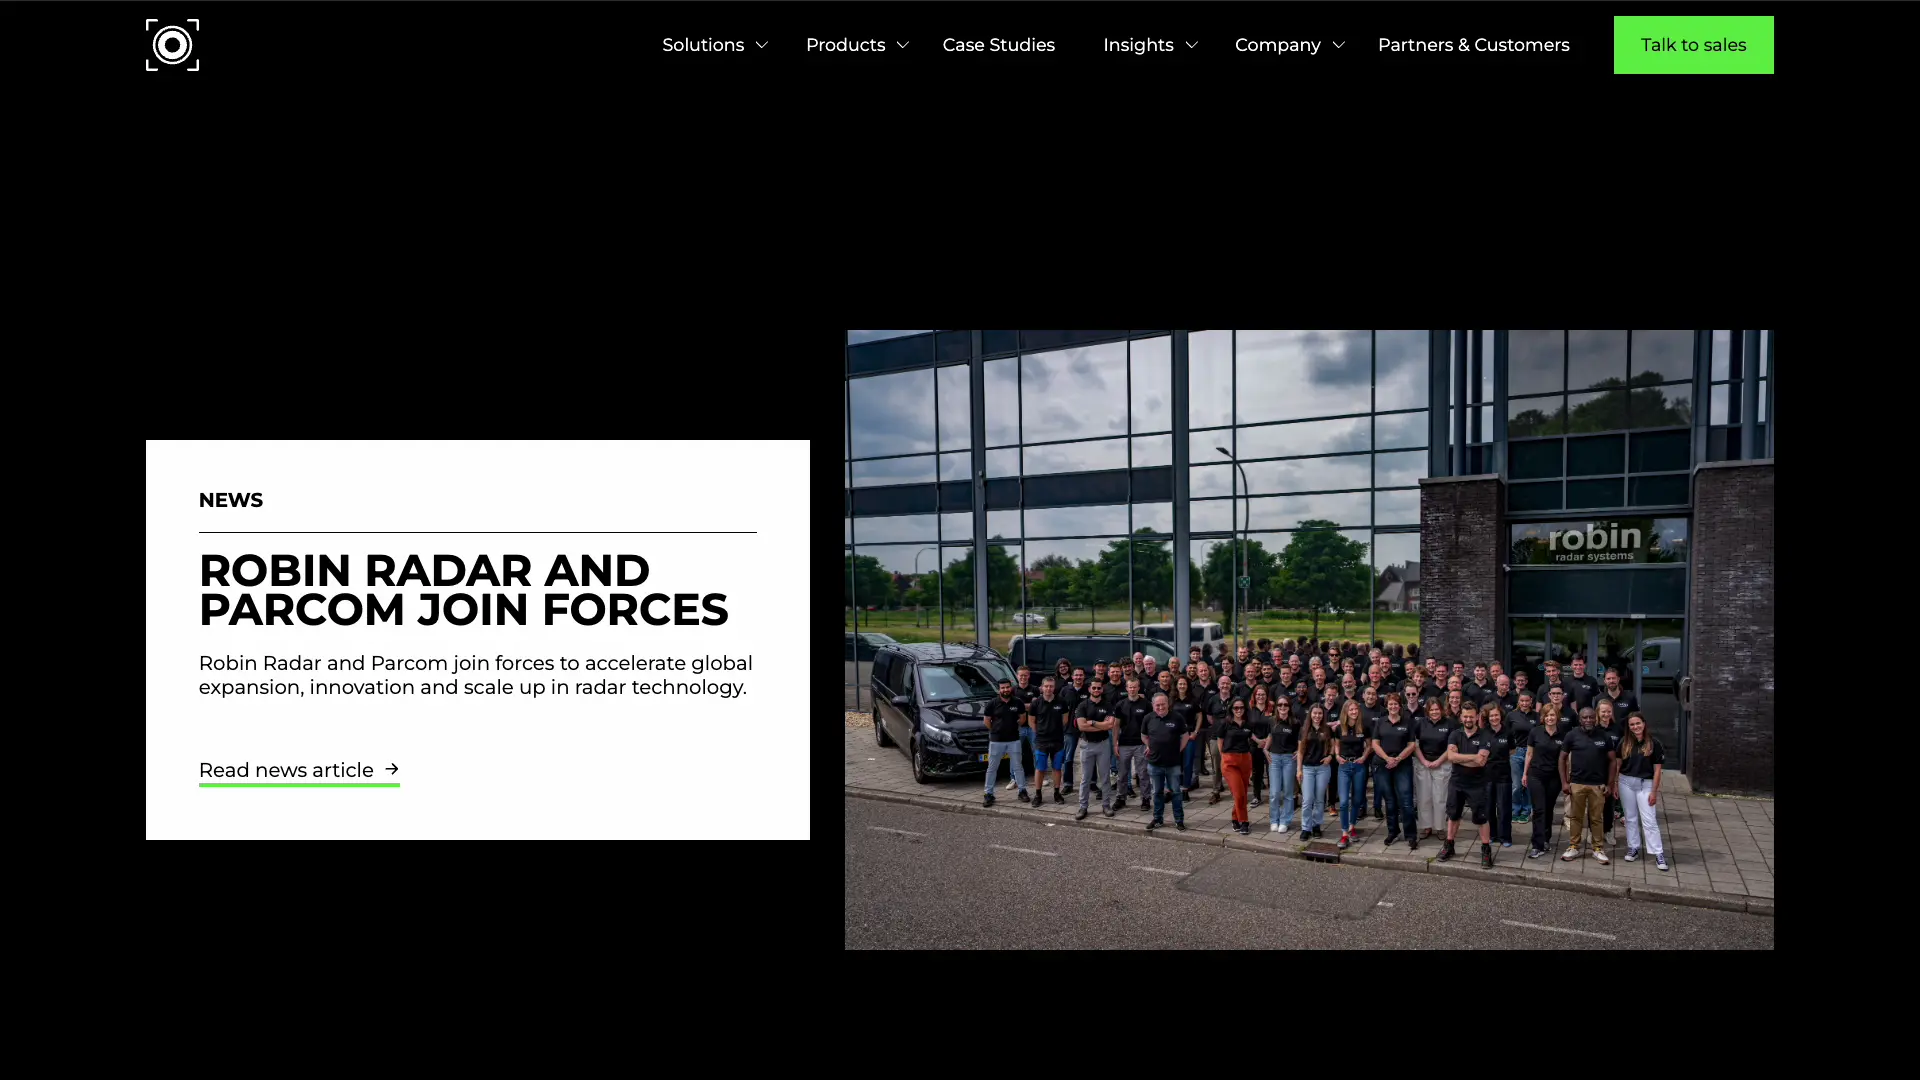 Solutions
Products
Case Studies
Insights
Company
Partners & Customers
Talk to sales
NEWS
ROBIN RADAR AND
PARCOM JOIN FORCES
Robin Radar and Parcom join forces to accelerate global
expansion, innovation and scale up in radar technology.
Read news article →
robin
radar systems